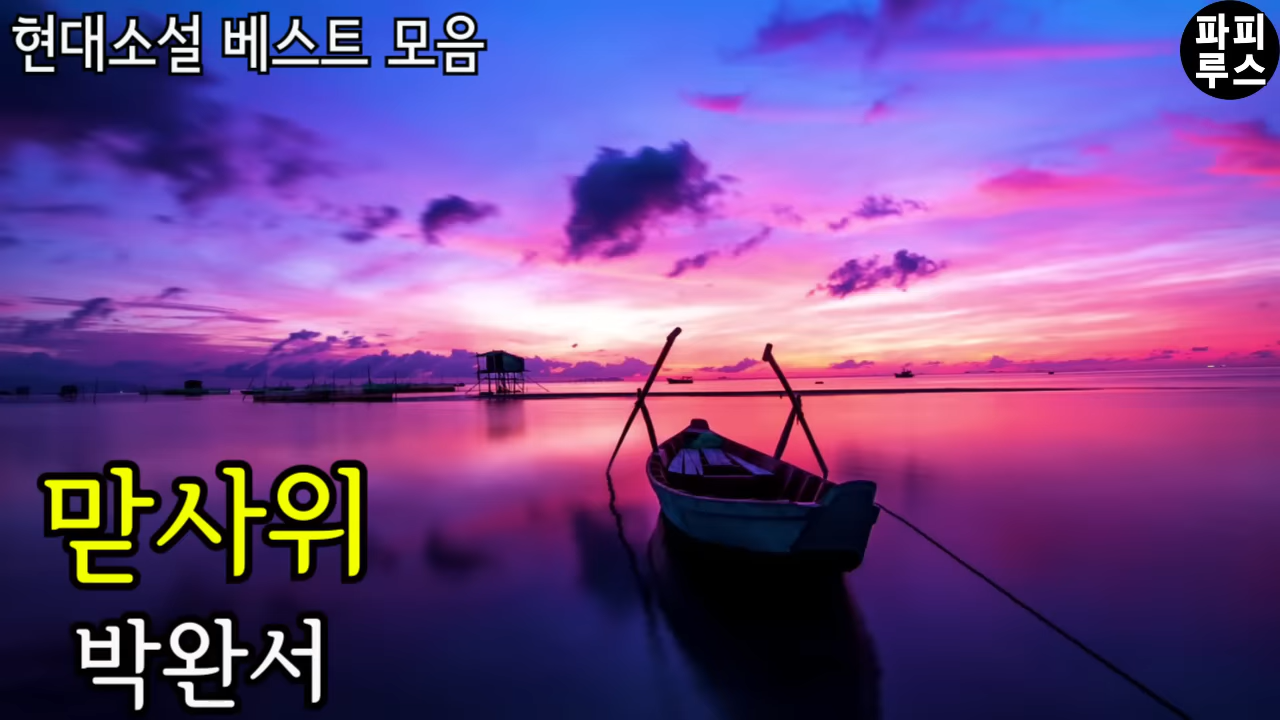 현대소설 베스트 모음
파피
루스
맏사위
박완서